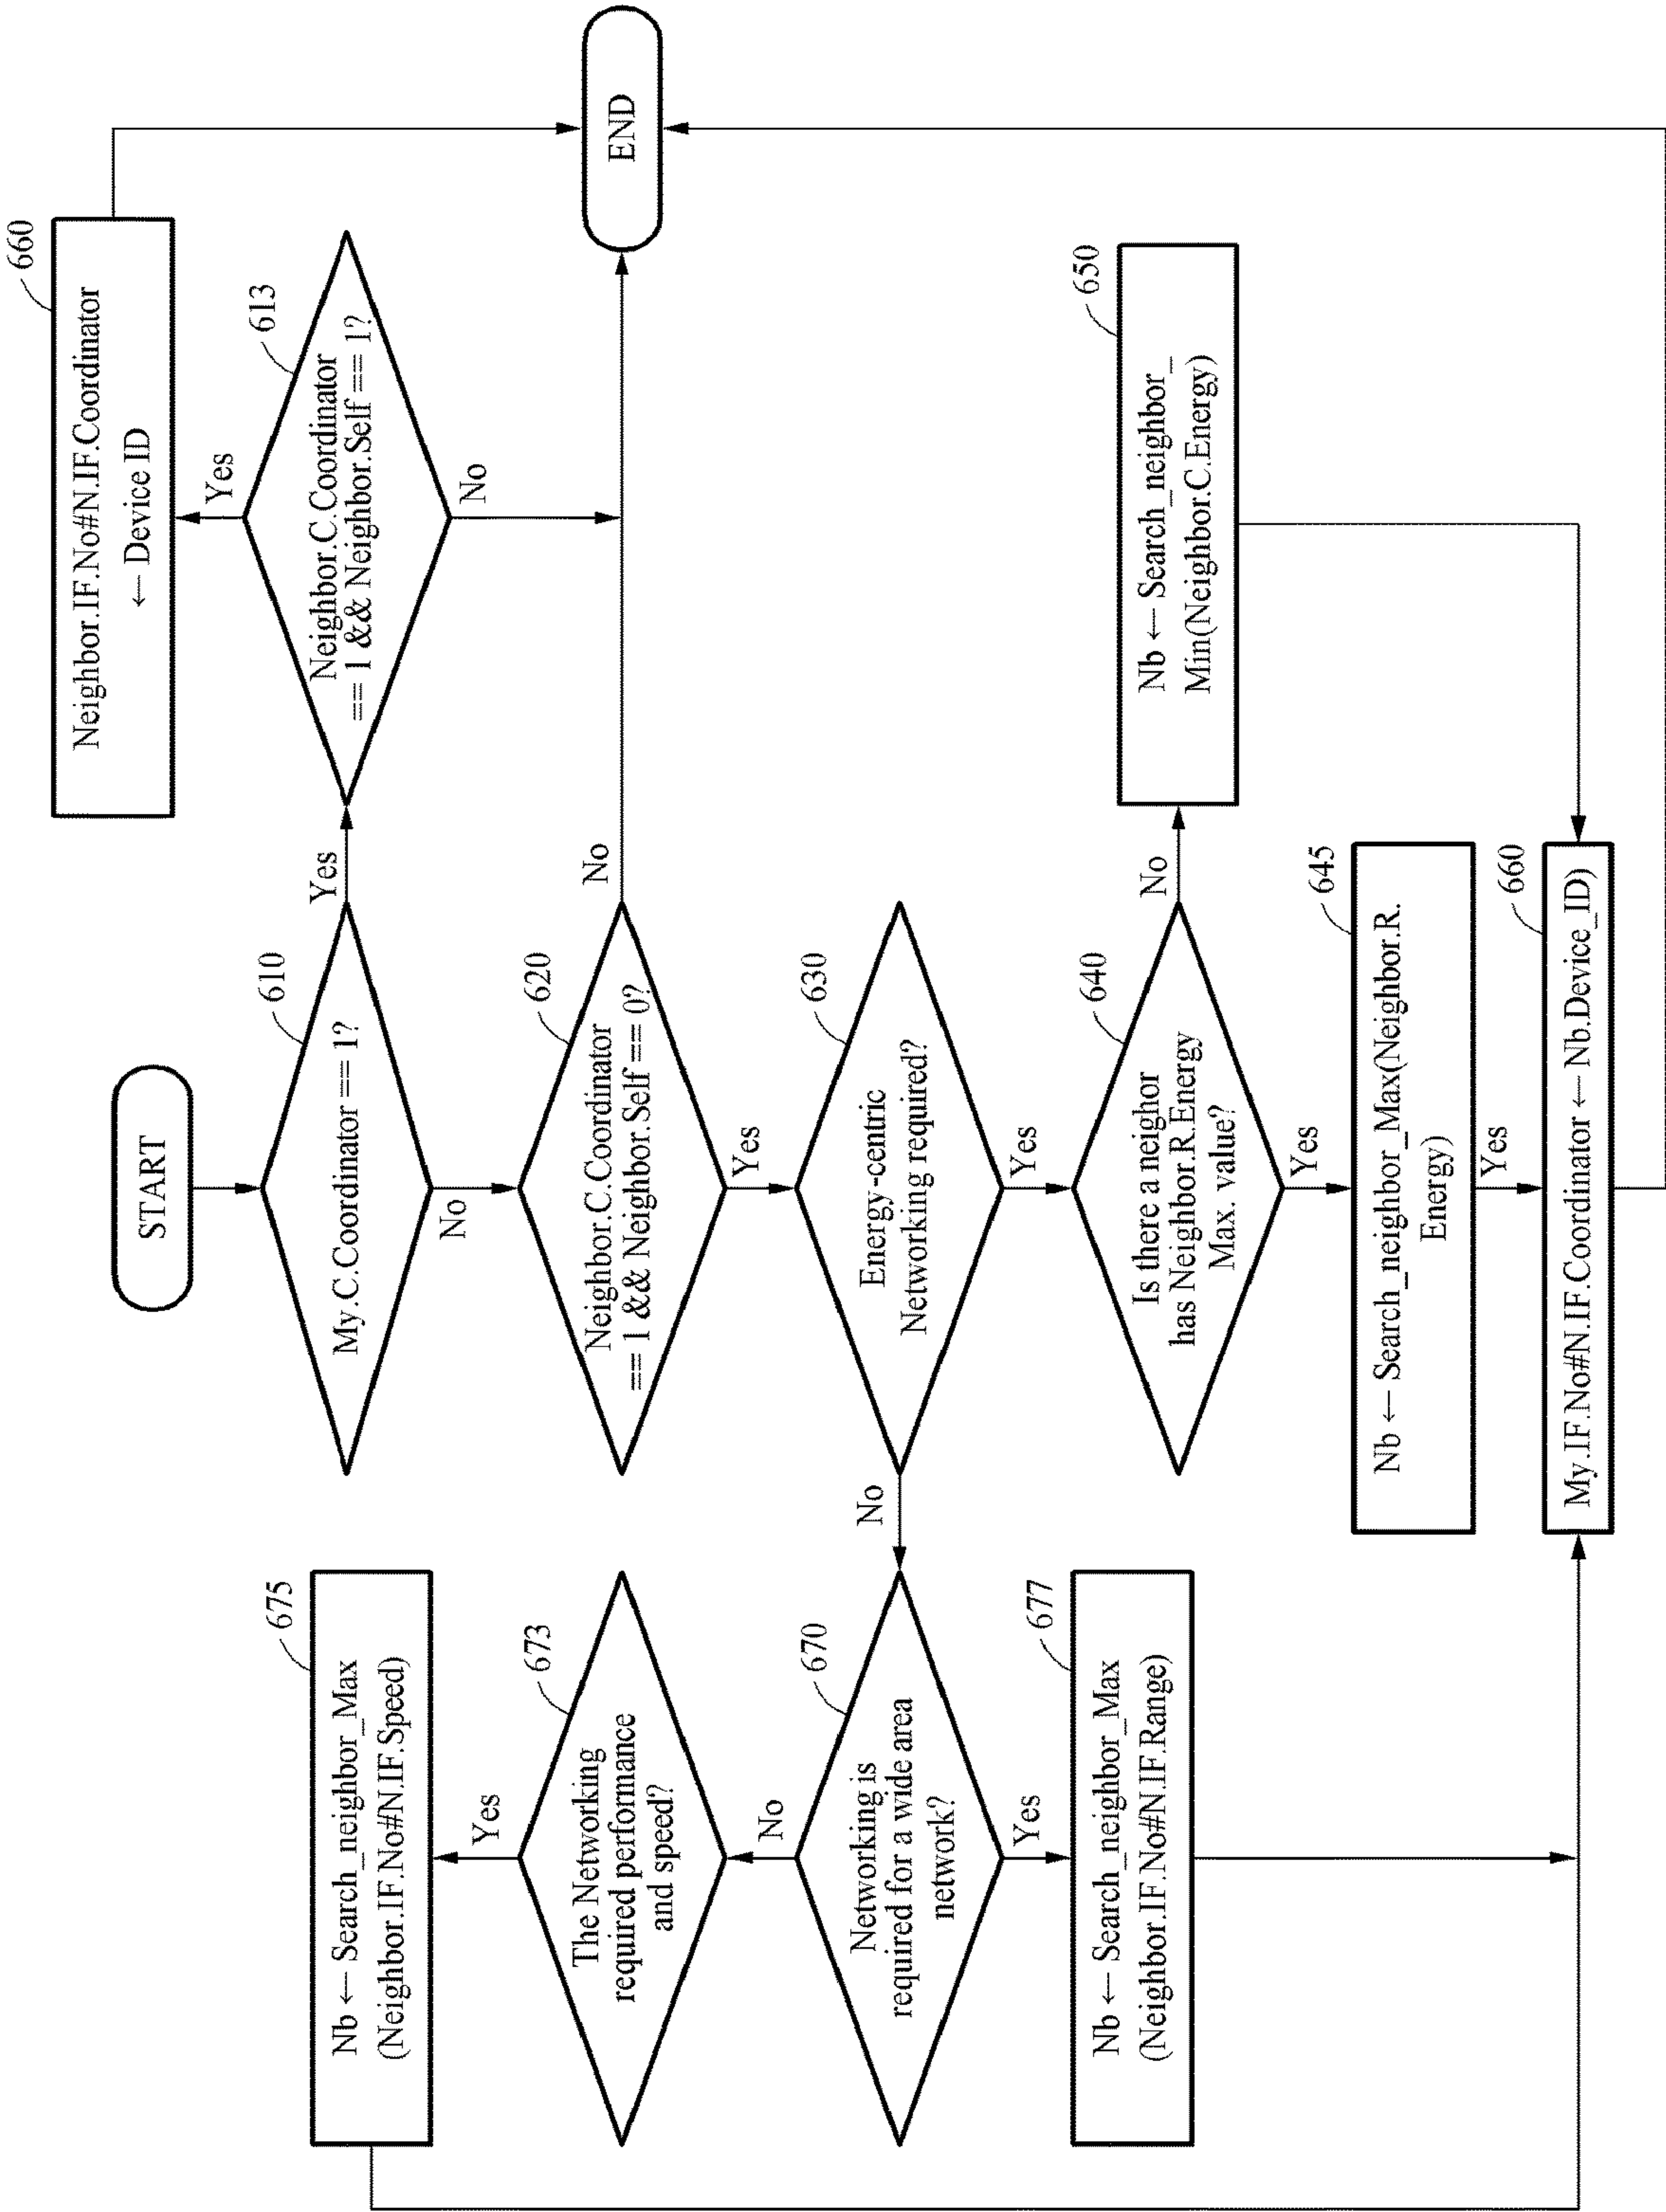 START
610
My.C.Coordinator == 1?
Yes
No
613
Neighbor.C.Coordinator
== 1 && Neighbor.Self == 1?
Yes
No
660
Neighbor.IF.No#N.IF.Coordinator
← Device ID
620
Neighbor.C.Coordinator
== 1 && Neighbor.Self == 0?
No
Yes
END
630
Energy-centric
Networking required?
No
Yes
640
Is there a neighor
has Neighbor.R.Energy
Max. value?
No
Yes
650
Nb ← Search_neighbor_
Min(Neighbor.C.Energy)
645
Nb ← Search_neighbor_Max(Neighbor.R.
Energy)
Yes
660
My.IF.No#N.IF.Coordinator ← Nb.Device_ID)
670
Networking is
required for a wide area
network?
No
Yes
673
The Networking
required performance
and speed?
Yes
675
Nb ← Search_neighbor_Max
(Neighbor.IF.No#N.IF.Speed)
677
Nb ← Search_neighbor_Max
(Neighbor.IF.No#N.IF.Range)